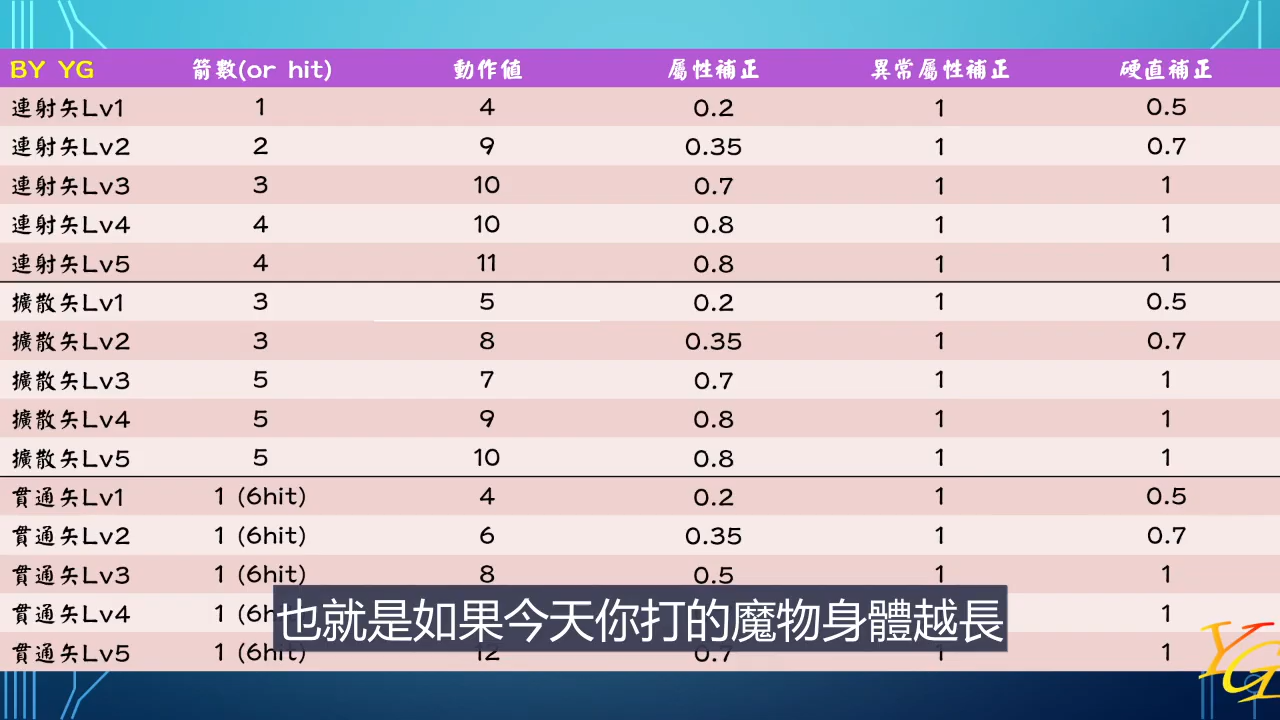 BY YG 箭數(or hit) 動作值 屬性補正 異常屬性補正 硬直補正
連射矢Lv1 1 4 0.2 1 0.5
連射矢Lv2 2 9 0.35 1 0.7
連射矢Lv3 3 10 0.7 1 1
連射矢Lv4 4 10 0.8 1 1
連射矢Lv5 4 11 0.8 1 1
擴散矢Lv1 3 5 0.2 1 0.5
擴散矢Lv2 3 8 0.35 1 0.7
擴散矢Lv3 5 7 0.7 1 1
擴散矢Lv4 5 9 0.8 1 1
擴散矢Lv5 5 10 0.8 1 1
貫通矢Lv1 1 (6hit) 4 0.2 1 0.5
貫通矢Lv2 1 (6hit) 6 0.35 1 0.7
貫通矢Lv3 1 (6hit) 8 0.5 1 1
貫通矢Lv4 1 1
也就是如果今天你打的魔物身體越長
貫通矢Lv5 1 (6hit) 12 0.7 1 1
YG